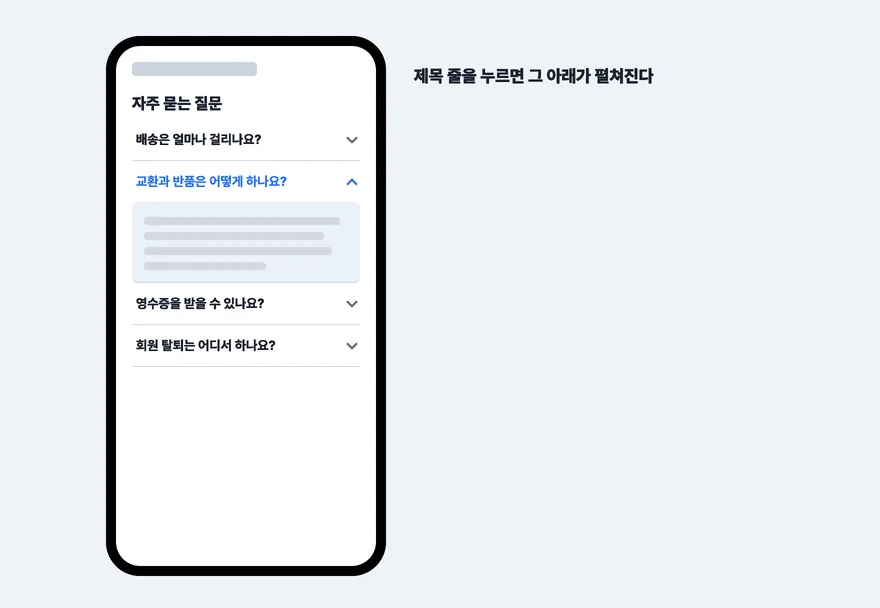 자주 묻는 질문
배송은 얼마나 걸리나요?
교환과 반품은 어떻게 하나요?
영수증을 받을 수 있나요?
회원 탈퇴는 어디서 하나요?
제목 줄을 누르면 그 아래가 펼쳐진다